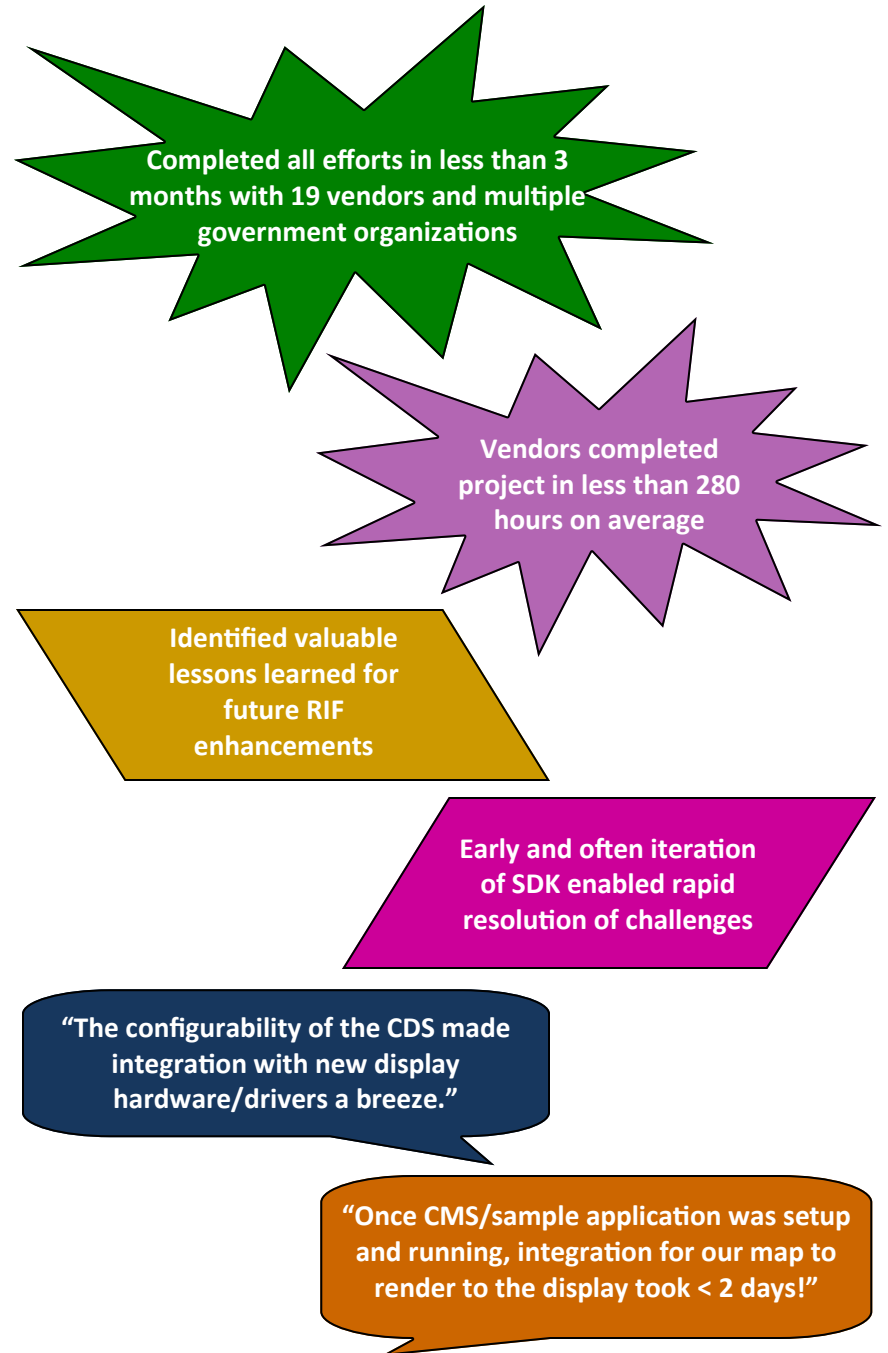 Completed all efforts in less than 3
months with 19 vendors and multiple
government organizations
Vendors completed
project in less than 280
hours on average
Identified valuable
lessons learned for
future RIF
enhancements
Early and often iteration
of SDK enabled rapid
resolution of challenges
“The configurability of the CDS made
integration with new display
hardware/drivers a breeze.”
“Once CMS/sample application was setup
and running, integration for our map to
render to the display took < 2 days!”